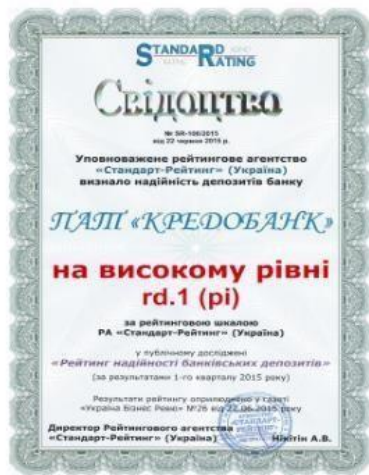 STANDARD
RATING
Свідоцтво
№ SR-106/2015
від 22 червня 2015 р.
Уповноважене рейтингове агентство
«Стандарт-Рейтинг» (Україна)
визнало надійність депозитів банку
ПАТ «КРЕДОБАНК»
на високому рівні
rd.1 (pi)
за рейтинговою шкалою
РА «Стандарт-Рейтинг» (Україна)
у публічному дослідженні
«Рейтинг надійності банківських депозитів»
(за результатами 1-го кварталу 2015 року)
Результати рейтингу оприлюднено у газеті
«Україна Бізнес Ревю» №26 від 22.06.2015 року
Директор Рейтингового агентства
«Стандарт-Рейтинг» (Україна) Нікітін А.В.